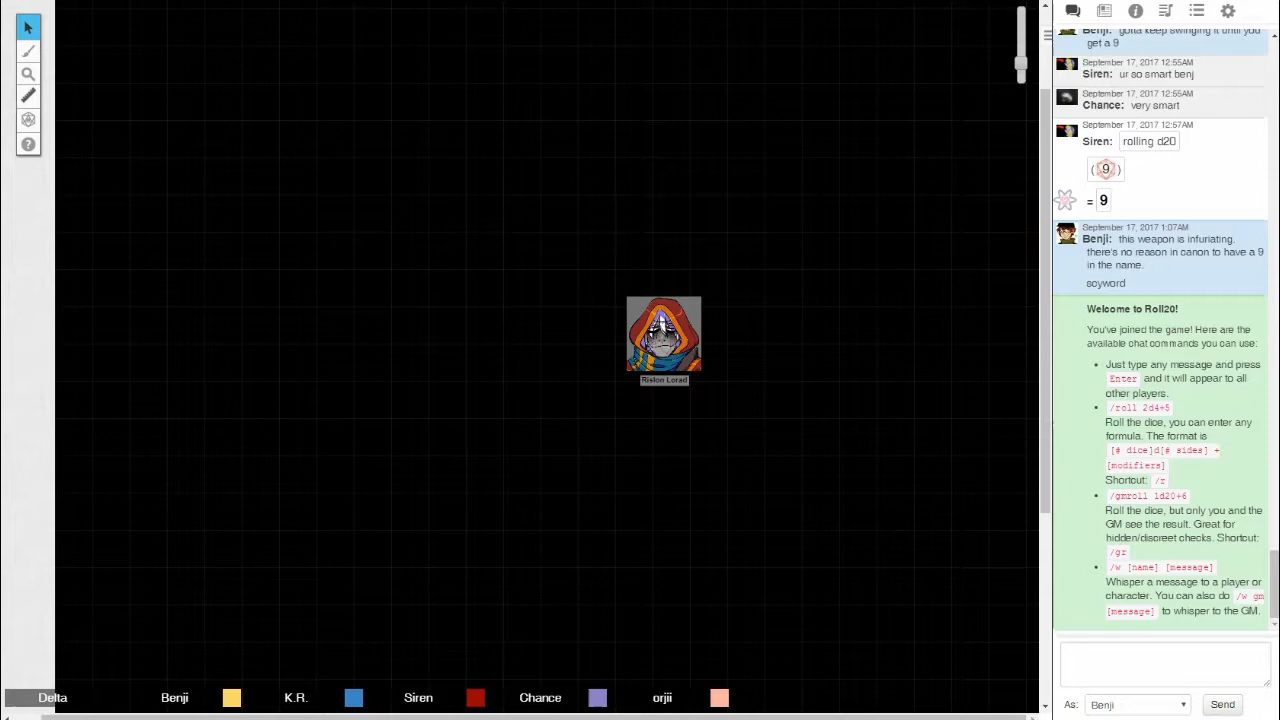 Benji: gotta keep swinging it until you
get a 9
September 17, 2017 12:55AM
Siren: ur so smart benj
September 17, 2017 12:55AM
Chance: very smart
September 17, 2017 12:57AM
Siren: rolling d20
(9)
= 9
September 17, 2017 1:07AM
Benji: this weapon is infuriating,
there's no reason in canon to have a 9
in the name.
scyword
Welcome to Roll20!
You've joined the game! Here are the
available chat commands you can use:
Just type any message and press
Enter and it will appear to all
other players.
/roll 2d4+5
Roll the dice, you can enter any
formula. The format is
[# dice]d[# sides] +
[modifiers]
Shortcut: /r
/gmroll 1d20+6
Roll the dice, but only you and the
GM see the result. Great for
hidden/discreet checks. Shortcut:
/gr
/w [name] [message]
Whisper a message to a player or
character. You can also do /w gm
[message] to whisper to the GM.
As: Benji Send
Rislon Lorad
Delta Benji K.R. Siren Chance orjii